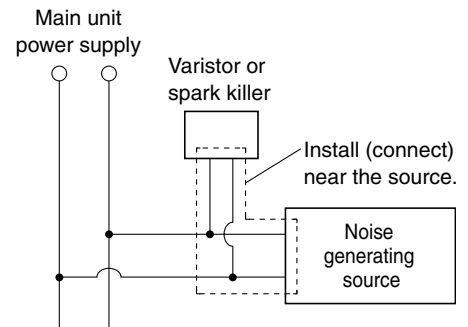 Main unit
power supply
Varistor or
spark killer
Install (connect)
near the source.
Noise
generating
source